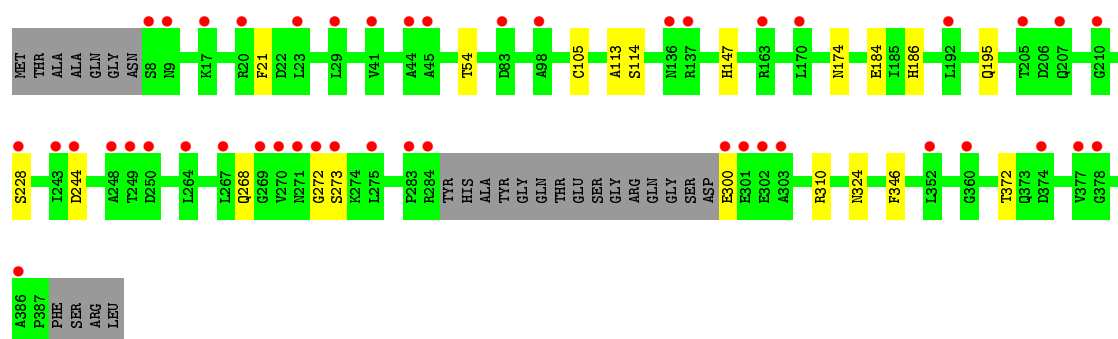 MET THR ALA ALA GLN GLY ASN S8 N9 K17 R20 F21 D22 L23 L29 V41 A44 A45 T54 D83 A98 C105 A113 S114 N136 R137 H147 R163 L170 N174 E184 I185 H186 L192 Q195 T205 D206 Q207 G210
S228 I243 D244 A248 T249 D250 L264 L267 Q268 G269 V270 N271 G272 S273 K274 L275 P283 R284 TYR HIS ALA TYR GLY GLN THR GLU SER GLY ARG GLN GLY SER SER ASP E300 E301 E302 A303 R310 N324 F346 L352 G360 T372 Q373 D374 V377 G378
A386 P387 PHE SER ARG LEU